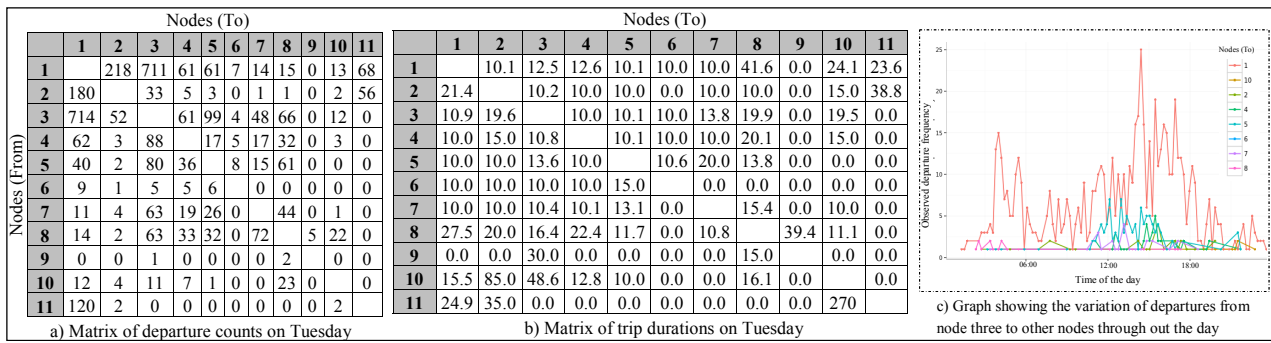 Nodes (To)
1 2 3 4 5 6 7 8 9 10 11
1 218 711 61 61 7 14 15 0 13 68
2 180 33 5 3 0 1 1 0 2 56
3 714 52 61 99 4 48 66 0 12 0
4 62 3 88 17 5 17 32 0 3 0
5 40 2 80 36 8 15 61 0 0 0
6 9 1 5 5 6 0 0 0 0 0
7 11 4 63 19 26 0 44 0 1 0
8 14 2 63 33 32 0 72 5 22 0
9 0 0 1 0 0 0 0 2 0 0
10 12 4 11 7 1 0 0 23 0 0
11 120 2 0 0 0 0 0 0 0 2
Nodes (From)
a) Matrix of departure counts on Tuesday
Nodes (To)
1 2 3 4 5 6 7 8 9 10 11
1 10.1 12.5 12.6 10.1 10.0 10.0 41.6 0.0 24.1 23.6
2 21.4 10.2 10.0 10.0 0.0 10.0 10.0 0.0 15.0 38.8
3 10.9 19.6 10.0 10.1 10.0 13.8 19.9 0.0 19.5 0.0
4 10.0 15.0 10.8 10.1 10.0 10.0 20.1 0.0 15.0 0.0
5 10.0 10.0 13.6 10.0 10.6 20.0 13.8 0.0 0.0 0.0
6 10.0 10.0 10.0 10.0 15.0 0.0 0.0 0.0 0.0 0.0
7 10.0 10.0 10.4 10.1 13.1 0.0 15.4 0.0 10.0 0.0
8 27.5 20.0 16.4 22.4 11.7 0.0 10.8 39.4 11.1 0.0
9 0.0 0.0 30.0 0.0 0.0 0.0 0.0 15.0 0.0 0.0
10 15.5 85.0 48.6 12.8 10.0 0.0 0.0 16.1 0.0 0.0
11 24.9 35.0 0.0 0.0 0.0 0.0 0.0 0.0 0.0 270
b) Matrix of trip durations on Tuesday
Nodes (To)
1
10
2
4
5
6
7
8
Observed departure frequency
25
20
15
10
5
0
06:00 12:00 18:00
Time of the day
c) Graph showing the variation of departures from
node three to other nodes through out the day